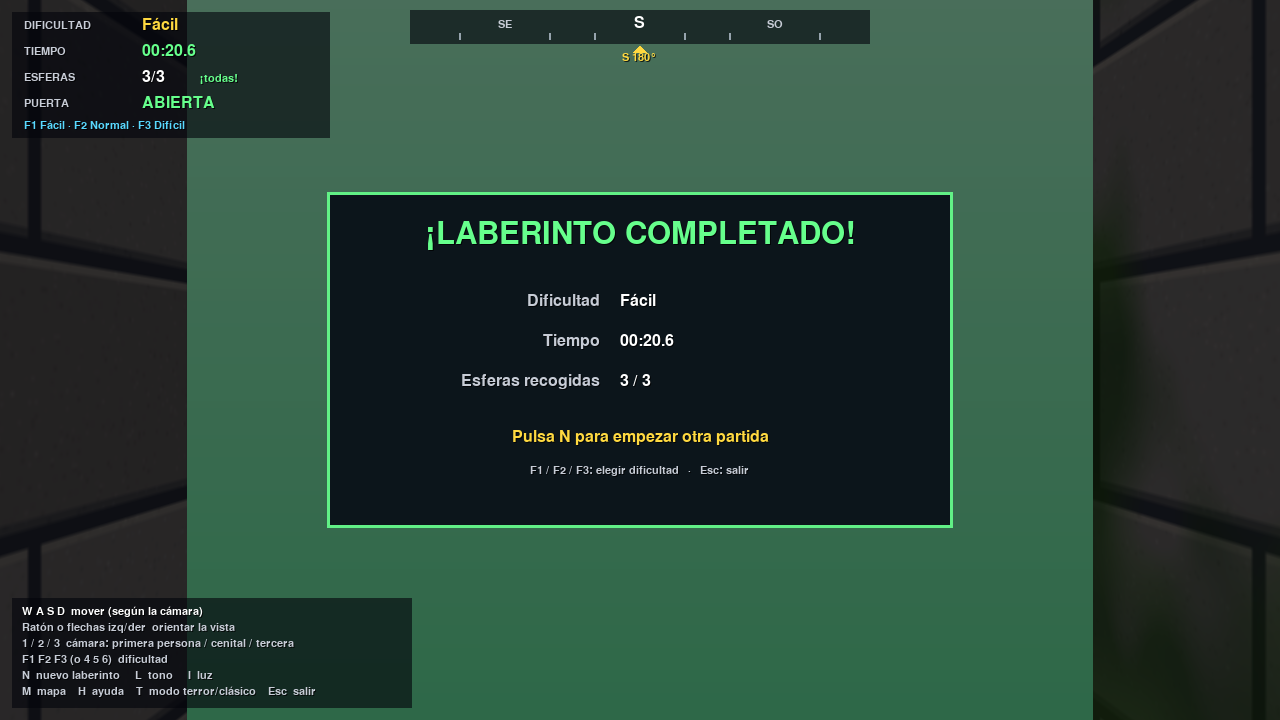 DIFICULTAD Fácil
TIEMPO 00:20.6
ESFERAS 3/3 ¡todas!
PUERTA ABIERTA
F1 Fácil · F2 Normal · F3 Difícil
SE S SO
S 180°
¡LABERINTO COMPLETADO!
Dificultad Fácil
Tiempo 00:20.6
Esferas recogidas 3 / 3
Pulsa N para empezar otra partida
F1 / F2 / F3: elegir dificultad · Esc: salir
W A S D mover (según la cámara)
Ratón o flechas izq/der orientar la vista
1 / 2 / 3 cámara: primera persona / cenital / tercera
F1 F2 F3 (o 4 5 6) dificultad
N nuevo laberinto L tono I luz
M mapa H ayuda T modo terror/clásico Esc salir